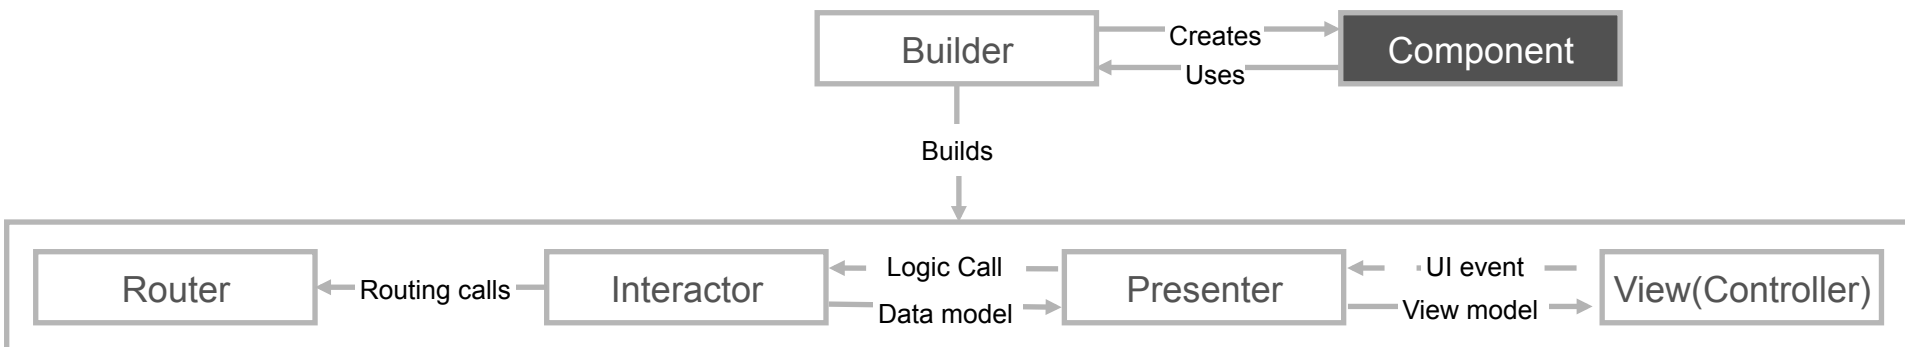 Builder
Creates
Component
Uses
Builds
Router
Routing calls
Interactor
Logic Call
Data model
Presenter
UI event
View model
View(Controller)